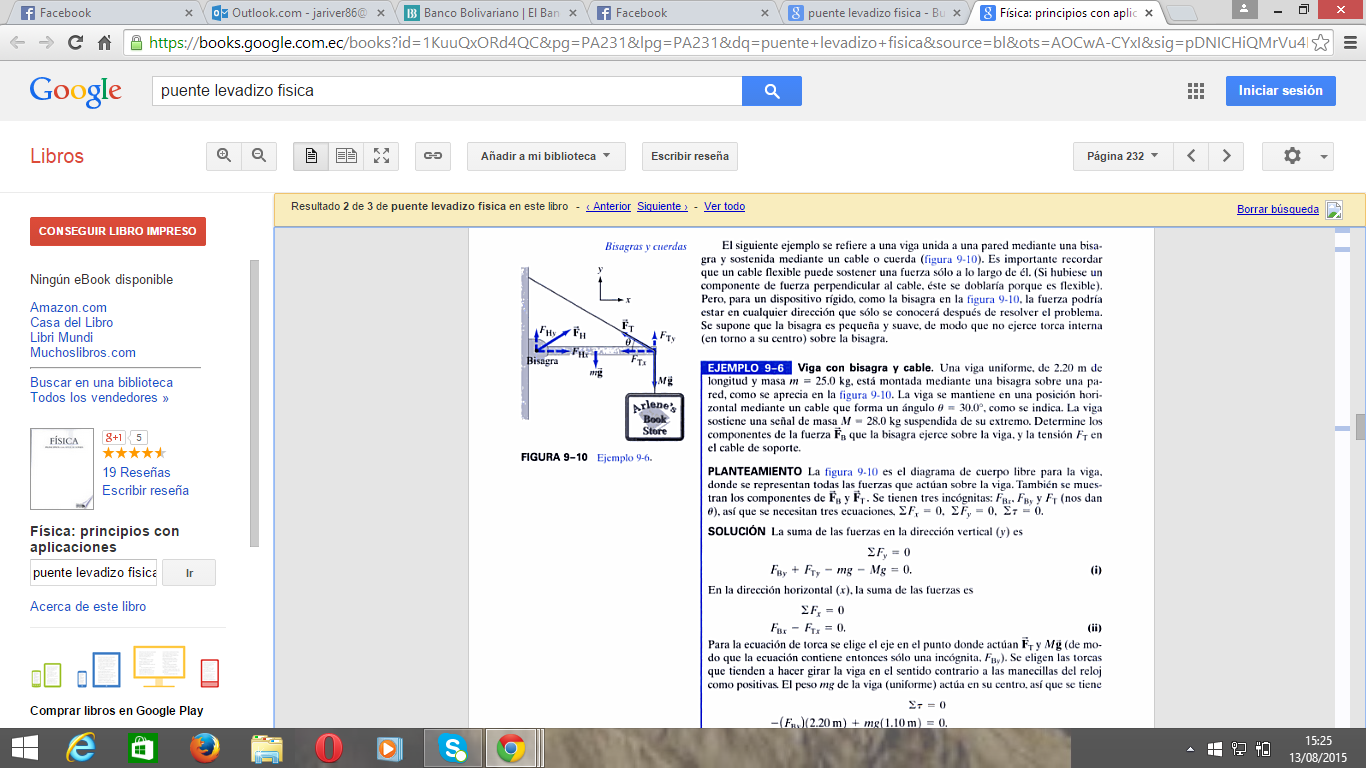 Facebook
Outlook.com - jariver86@
Banco Bolivariano | El Ban
Facebook
puente levadizo fisica - Bu
Física: principios con aplic
https://books.google.com.ec/books?id=1KuuQxORd4QC&pg=PA231&lpg=PA231&dq=puente+levadizo+fisica&source=bl&ots=AOCwA-CYxI&sig=pDNICHiQMrVu4
Google
puente levadizo fisica
Iniciar sesión
Libros
Añadir a mi biblioteca
Escribir reseña
Página 232
Resultado 2 de 3 de puente levadizo fisica en este libro - ‹ Anterior Siguiente › - Ver todo
Borrar búsqueda
CONSEGUIR LIBRO IMPRESO
Ningún eBook disponible
Amazon.com
Casa del Libro
Libri Mundi
Muchoslibros.com
Buscar en una biblioteca
Todos los vendedores »
FÍSICA
g+1 5
19 Reseñas
Escribir reseña
Física: principios con
aplicaciones
puente levadizo fisica
Ir
Acerca de este libro
Comprar libros en Google Play
Bisagras y cuerdas
y
x
F⃗T
FHy
F⃗H
θ
FTy
FHx
FTx
Bisagra
mg⃗
Mg⃗
Arlene's
Book
Store
FIGURA 9–10 Ejemplo 9-6.
El siguiente ejemplo se refiere a una viga unida a una pared mediante una bisa-
gra y sostenida mediante un cable o cuerda (figura 9-10). Es importante recordar
que un cable flexible puede sostener una fuerza sólo a lo largo de él. (Si hubiese un
componente de fuerza perpendicular al cable, éste se doblaría porque es flexible).
Pero, para un dispositivo rígido, como la bisagra en la figura 9-10, la fuerza podría
estar en cualquier dirección que sólo se conocerá después de resolver el problema.
Se supone que la bisagra es pequeña y suave, de modo que no ejerce torca interna
(en torno a su centro) sobre la bisagra.
EJEMPLO 9–6 Viga con bisagra y cable. Una viga uniforme, de 2.20 m de
longitud y masa m = 25.0 kg, está montada mediante una bisagra sobre una pa-
red, como se aprecia en la figura 9-10. La viga se mantiene en una posición hori-
zontal mediante un cable que forma un ángulo θ = 30.0°, como se indica. La viga
sostiene una señal de masa M = 28.0 kg suspendida de su extremo. Determine los
componentes de la fuerza F⃗B que la bisagra ejerce sobre la viga, y la tensión FT en
el cable de soporte.
PLANTEAMIENTO La figura 9-10 es el diagrama de cuerpo libre para la viga,
donde se representan todas las fuerzas que actúan sobre la viga. También se mues-
tran los componentes de F⃗B y F⃗T. Se tienen tres incógnitas: FBx, FBy y FT (nos dan
θ), así que se necesitan tres ecuaciones, ΣFx = 0, ΣFy = 0, Στ = 0.
SOLUCIÓN La suma de las fuerzas en la dirección vertical (y) es
ΣFy = 0
FBy + FTy − mg − Mg = 0. (i)
En la dirección horizontal (x), la suma de las fuerzas es
ΣFx = 0
FBx − FTx = 0. (ii)
Para la ecuación de torca se elige el eje en el punto donde actúan F⃗T y Mg⃗ (de mo-
do que la ecuación contiene entonces sólo una incógnita, FBy). Se eligen las torcas
que tienden a hacer girar la viga en el sentido contrario a las manecillas del reloj
como positivas. El peso mg de la viga (uniforme) actúa en su centro, así que se tiene
Στ = 0
−(FBy)(2.20 m) + mg(1.10 m) = 0.
15:25
13/08/2015